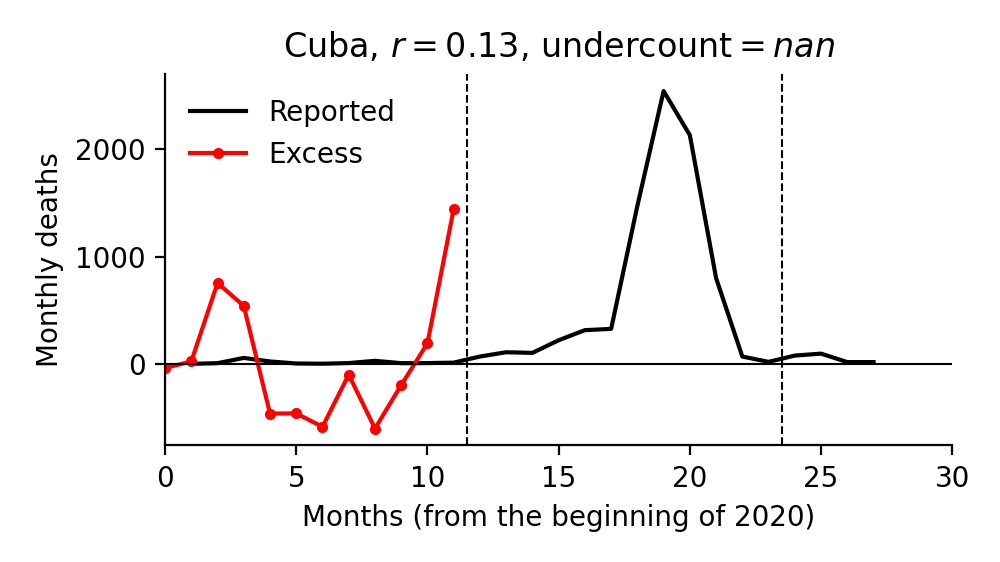 Cuba, r = 0.13, undercount = nan
Reported
Excess
Monthly deaths
2000
1000
0
0 5 10 15 20 25 30
Months (from the beginning of 2020)